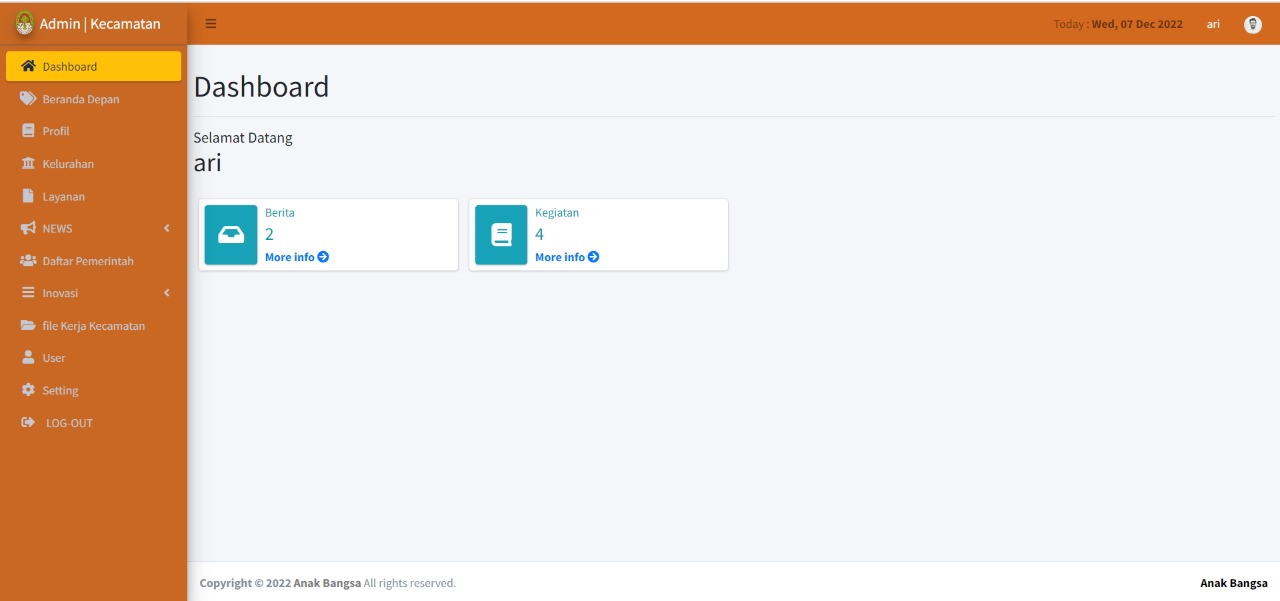 Admin | Kecamatan
Today : Wed, 07 Dec 2022
ari
Dashboard
Beranda Depan
Profil
Kelurahan
Layanan
NEWS
Daftar Pemerintah
Inovasi
file Kerja Kecamatan
User
Setting
LOG-OUT
Dashboard
Selamat Datang
ari
Berita
2
More info
Kegiatan
4
More info
Copyright © 2022 Anak Bangsa All rights reserved.
Anak Bangsa